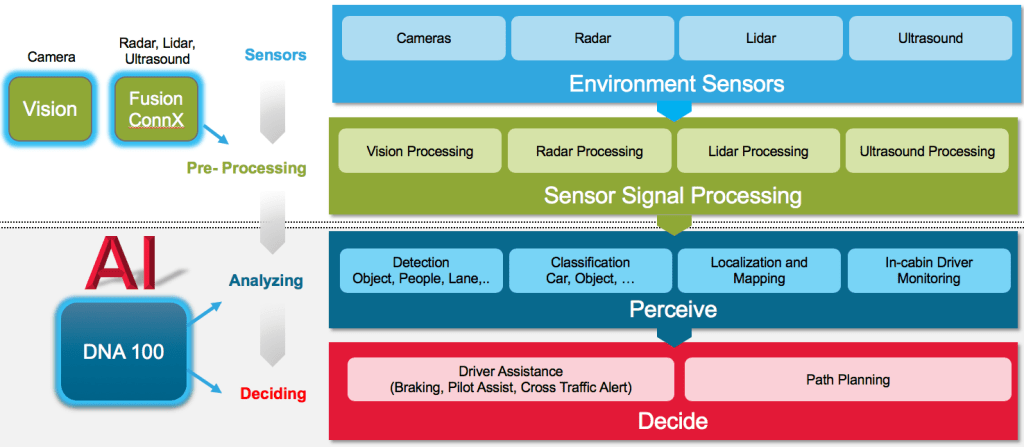 Camera
Radar, Lidar,
Ultrasound
Vision
Fusion
ConnX
Sensors
Pre- Processing
AI
DNA 100
Analyzing
Deciding
Cameras
Radar
Lidar
Ultrasound
Environment Sensors
Vision Processing
Radar Processing
Lidar Processing
Ultrasound Processing
Sensor Signal Processing
Detection
Object, People, Lane,..
Classification
Car, Object, …
Localization and
Mapping
In-cabin Driver
Monitoring
Perceive
Driver Assistance
(Braking, Pilot Assist, Cross Traffic Alert)
Path Planning
Decide